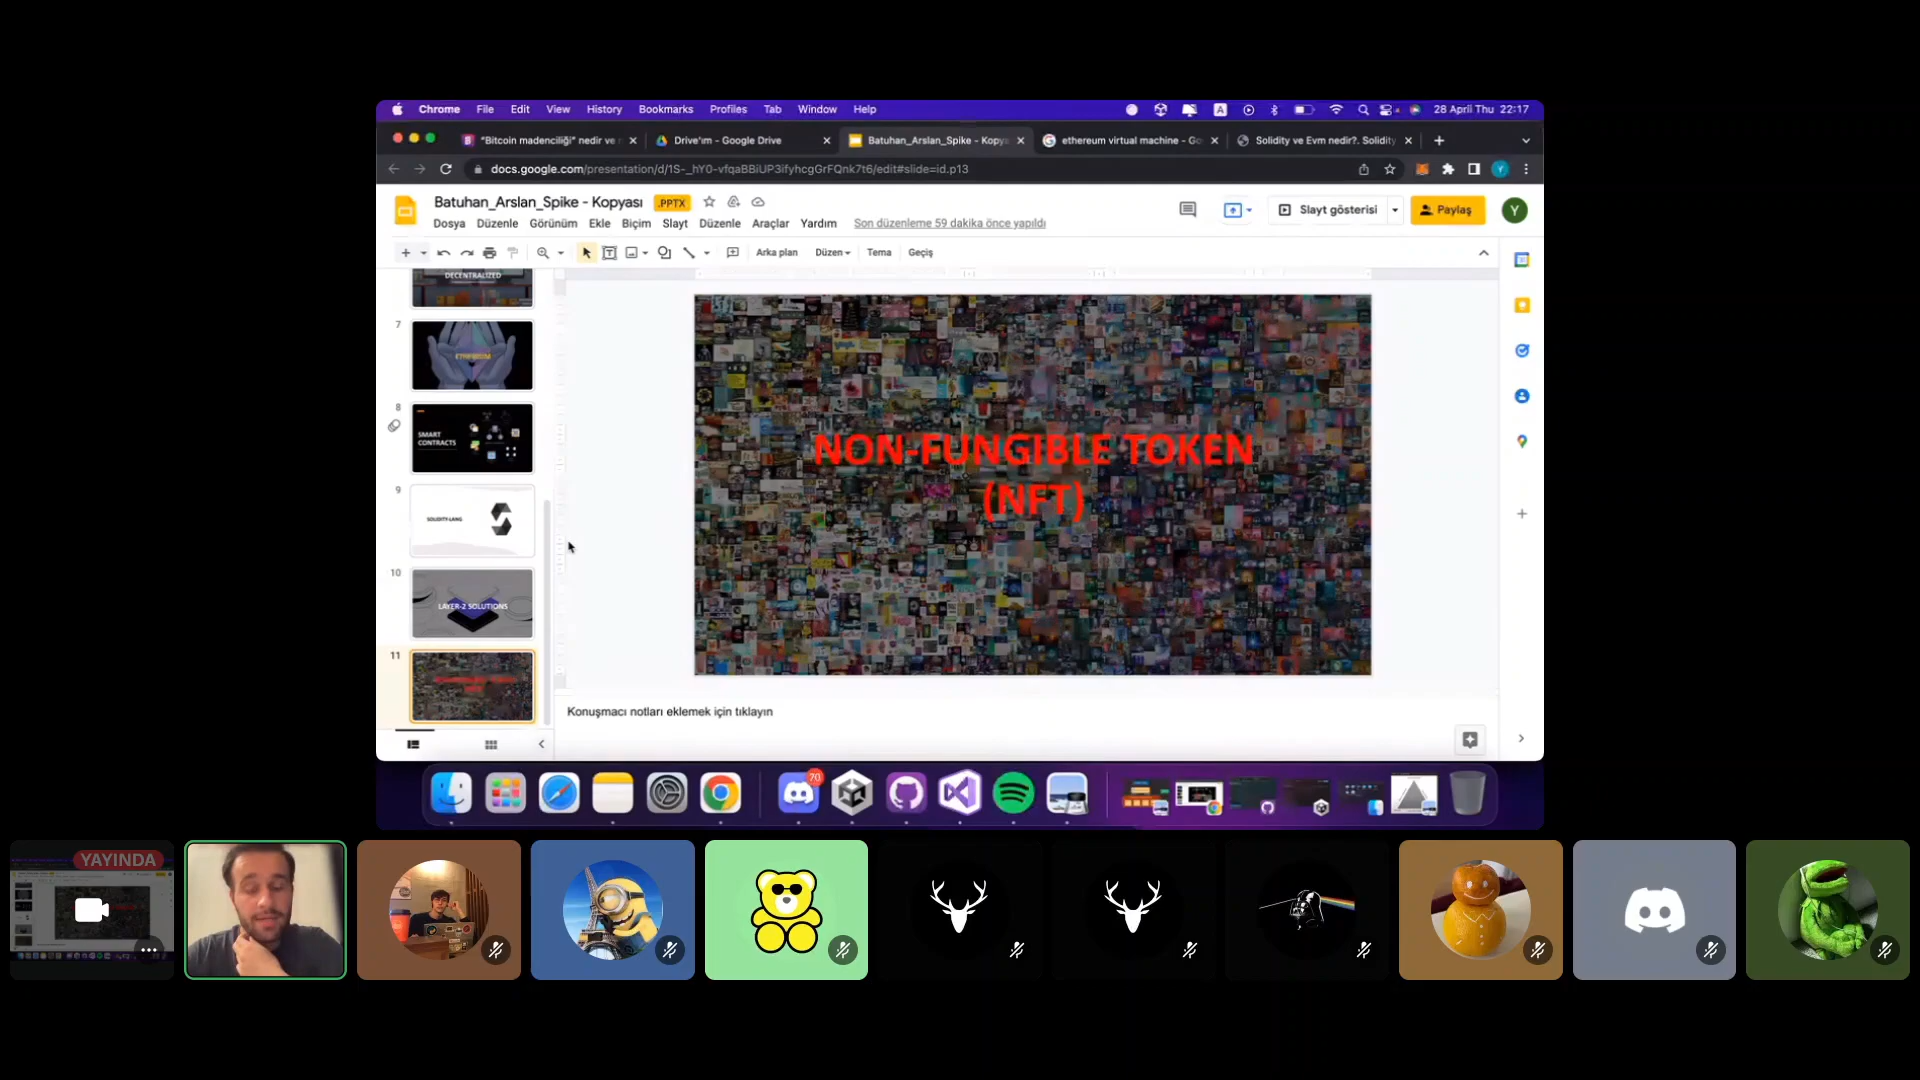 Chrome File Edit View History Bookmarks Profiles Tab Window Help
A
28 April Thu 22:17
"Bitcoin madenciliği" nedir ve
Drive'ım - Google Drive
Batuhan_Arslan_Spike - Kopya
ethereum virtual machine - Go
Solidity ve Evm nedir?. Solidity
docs.google.com/presentation/d/1S-_hY0-vfqaBBiUP3ifyhcgGrFQnk7t6/edit#slide=id.p13
Batuhan_Arslan_Spike - Kopyası
.PPTX
Slayt gösterisi
Paylaş
Y
Dosya Düzenle Görünüm Ekle Biçim Slayt Düzenle Araçlar Yardım
Son düzenleme 59 dakika önce yapıldı
Arka plan Düzen Tema Geçiş
DECENTRALIZED
7
ETHEREUM
8
SMART
CONTRACTS
9
SOLIDITY-LANG
10
LAYER-2 SOLUTIONS
11
NON-FUNGIBLE TOKEN
(NFT)
Konuşmacı notları eklemek için tıklayın
70
YAYINDA